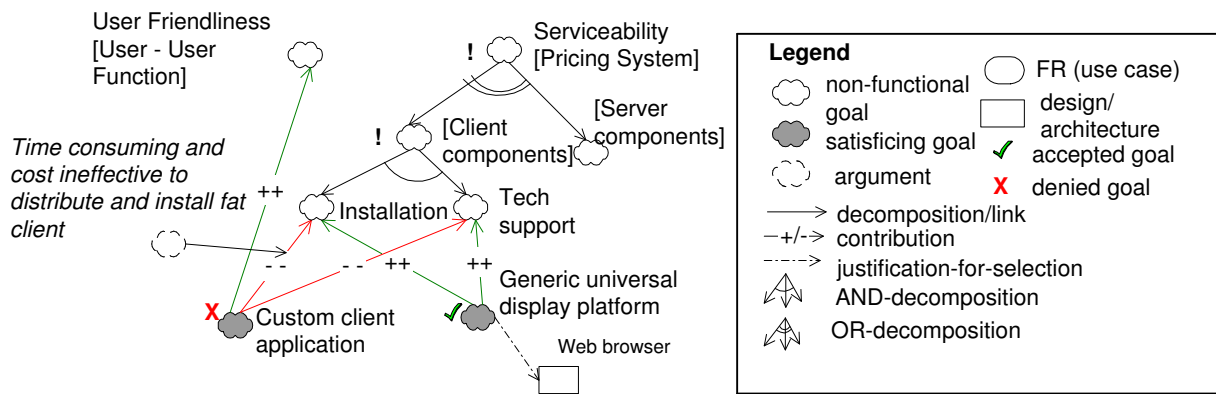 User Friendliness
[User - User
Function]
!
Serviceability
[Pricing System]
[Server
components]
!
[Client
components]
Time consuming and
cost ineffective to
distribute and install fat
client
++
Installation
Tech
support
- -
- -
++
++
X
Custom client
application
Generic universal
display platform
Web browser
Legend
non-functional
goal
satisficing goal
argument
FR (use case)
design/
architecture
accepted goal
X
denied goal
decomposition/link
+/-
contribution
justification-for-selection
AND-decomposition
OR-decomposition